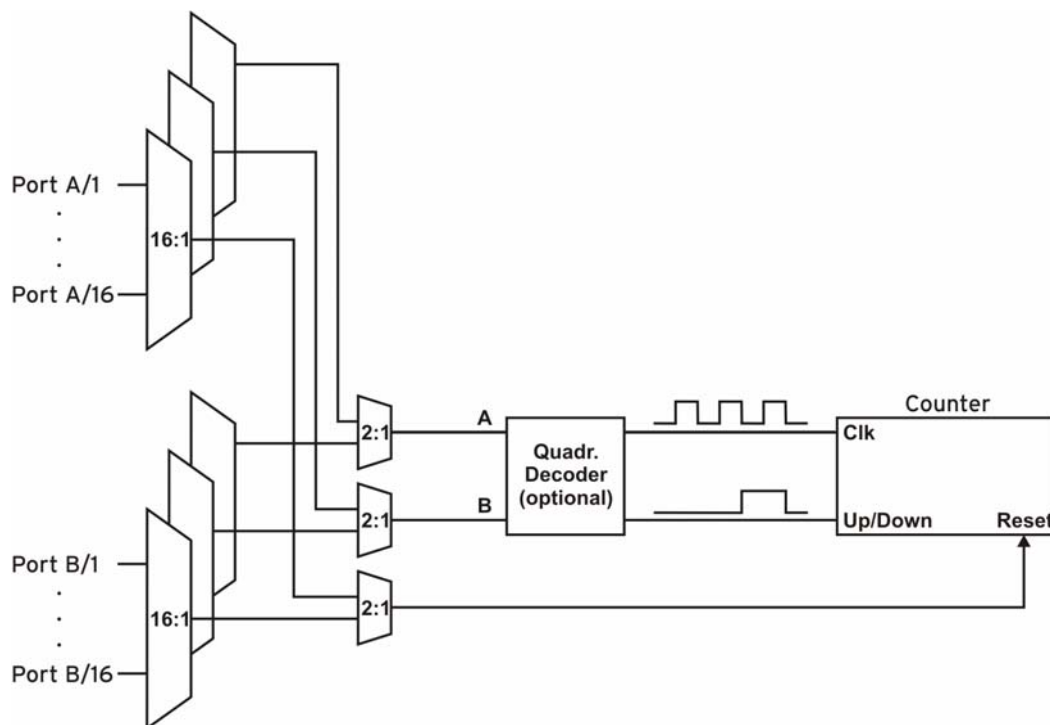 Port A/1
.
.
.
16:1
Port A/16
Port B/1
.
.
.
16:1
Port B/16
2:1
2:1
2:1
A
B
Quadr.
Decoder
(optional)
Counter
Clk
Up/Down
Reset